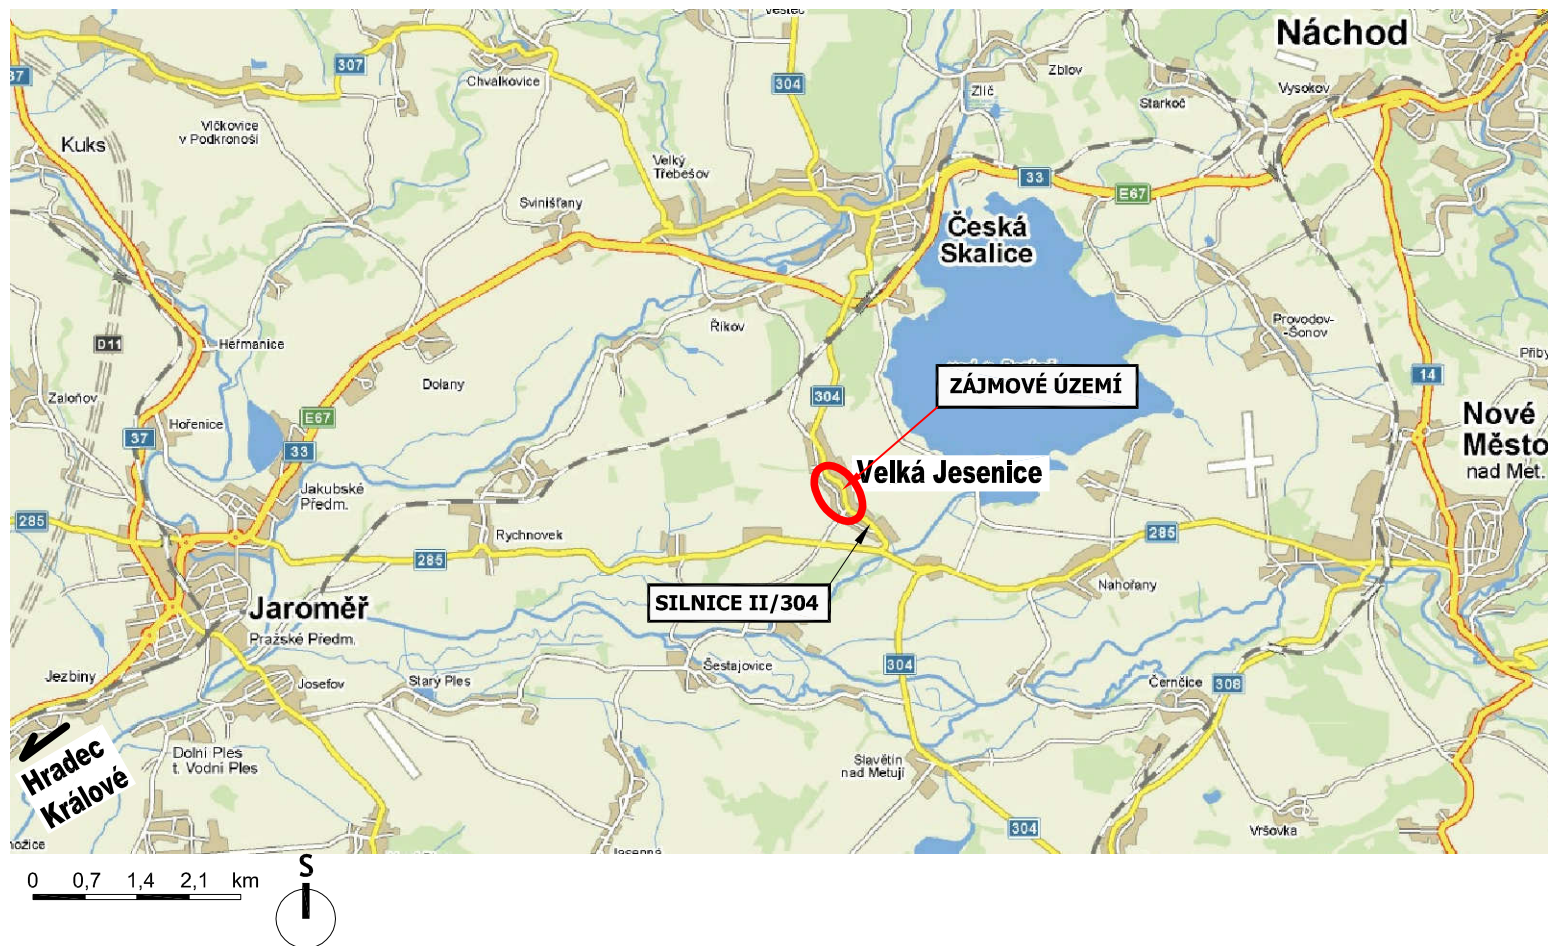 Náchod
Zblov
Vysokov
307
37
Chvalkovice
304
Zlíč
Starkoč
Vlčkovice
v Podkronoší
Kuks
Velký
Třebešov
33
E67
Svinišťany
Česká
Skalice
Říkov
Provodov-
-Šonov
Heřmanice
D11
Dolany
Zaloňov
304
ZÁJMOVÉ ÚZEMÍ
14
Hořenice
E67
37
33
Nové
Město
nad Met.
Velká Jesenice
Jakubské
Předm.
285
Rychnovek
285
285
Nahořany
SILNICE II/304
Jaroměř
Pražské Předm.
Šestajovice
304
Jezbiny
Josefov
Starý Ples
Černčice
308
Dolní Ples
t. Vodní Ples
Slavětín
nad Metují
Hradec
Králové
304
Vršovka
S
0 0,7 1,4 2,1 km